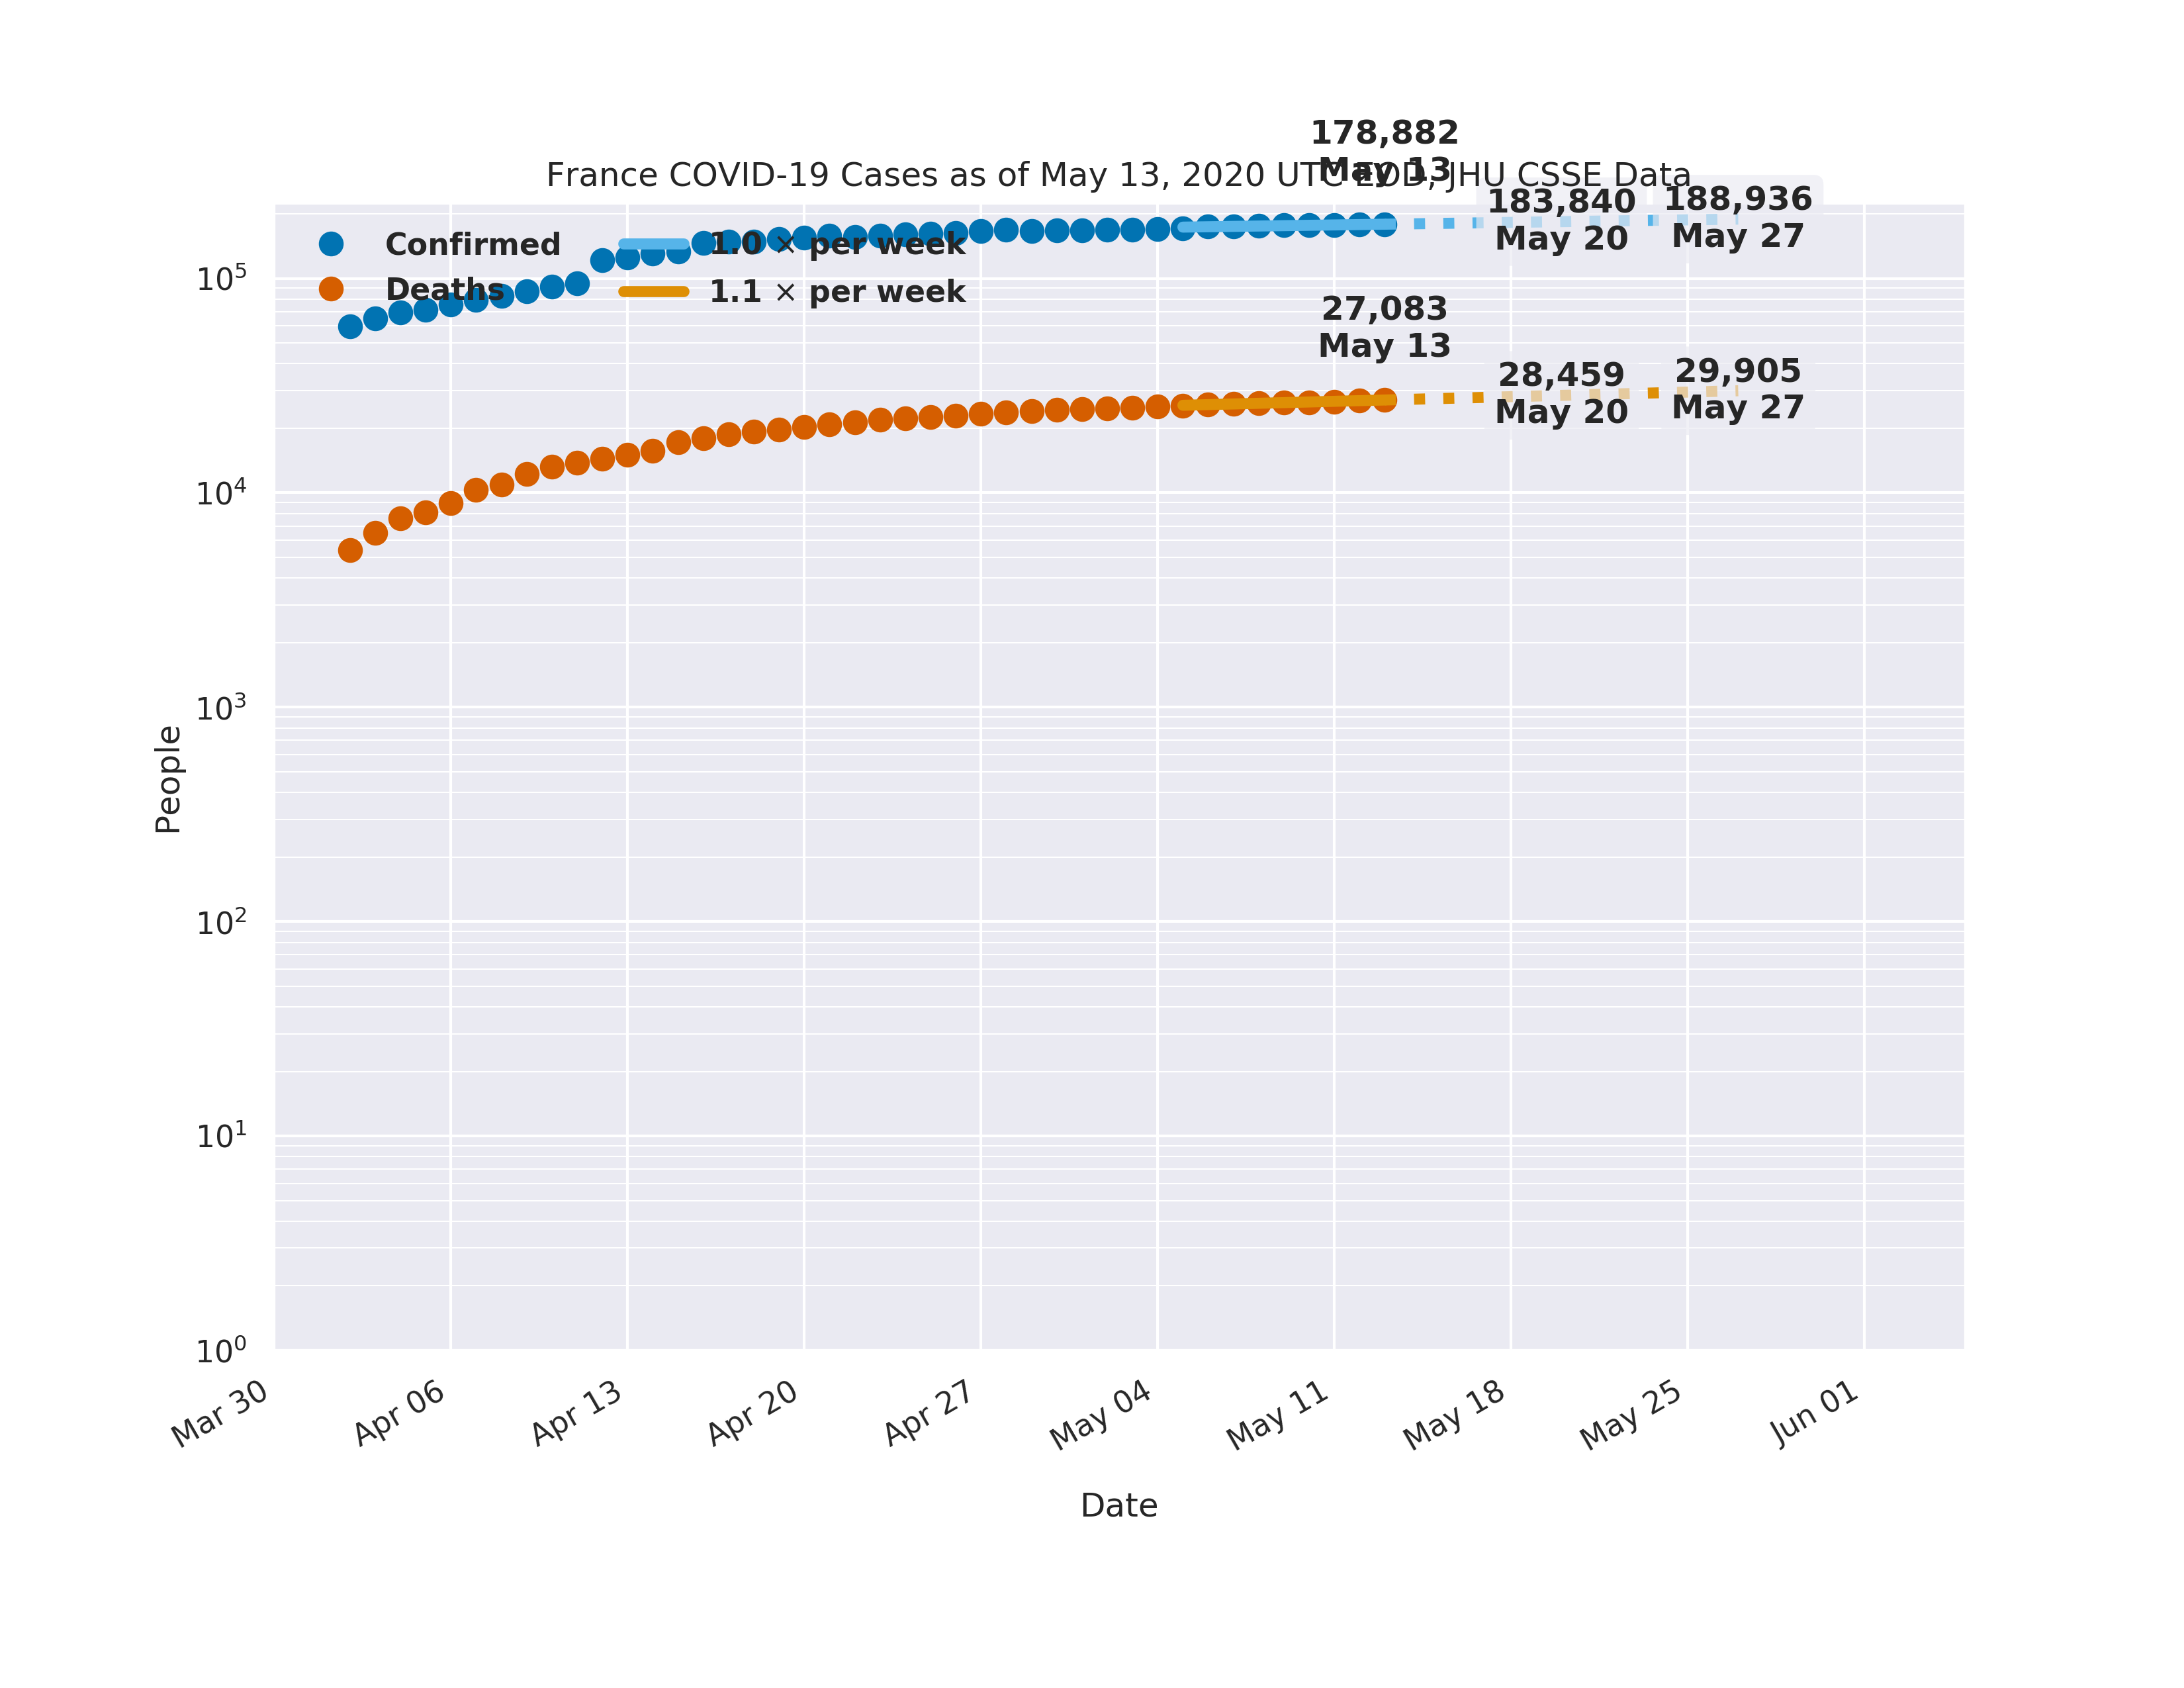 178,882
May 13
France COVID-19 Cases as of May 13, 2020 UTC EOD, JHU CSSE Data
183,840
May 20
188,936
May 27
Confirmed
Deaths
1.0 × per week
1.1 × per week
27,083
May 13
28,459
May 20
29,905
May 27
People
10⁵
10⁴
10³
10²
10¹
10⁰
Mar 30
Apr 06
Apr 13
Apr 20
Apr 27
May 04
May 11
May 18
May 25
Jun 01
Date